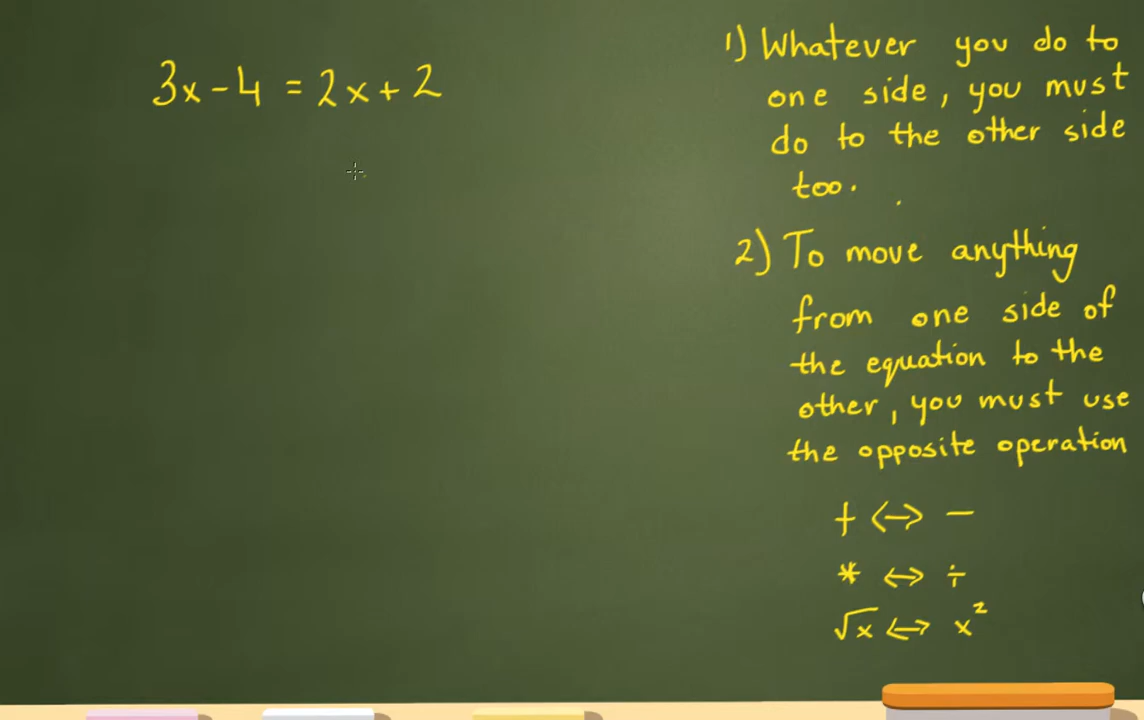 3x - 4 = 2x + 2
1) Whatever you do to
one side, you must
do to the other side
too.
2) To move anything
from one side of
the equation to the
other, you must use
the opposite operation
+ ↔ −
* ↔ ÷
√x ↔ x²